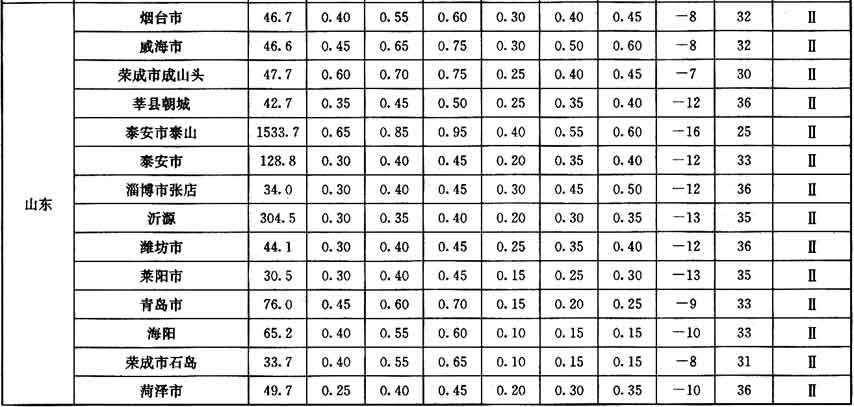 山东
烟台市 46.7 0.40 0.55 0.60 0.30 0.40 0.45 －8 32 Ⅱ
威海市 46.6 0.45 0.65 0.75 0.30 0.50 0.60 －8 32 Ⅱ
荣成市成山头 47.7 0.60 0.70 0.75 0.25 0.40 0.45 －7 30 Ⅱ
莘县朝城 42.7 0.35 0.45 0.50 0.25 0.35 0.40 －12 36 Ⅱ
泰安市泰山 1533.7 0.65 0.85 0.95 0.40 0.55 0.60 －16 25 Ⅱ
泰安市 128.8 0.30 0.40 0.45 0.20 0.35 0.40 －12 33 Ⅱ
淄博市张店 34.0 0.30 0.40 0.45 0.30 0.45 0.50 －12 36 Ⅱ
沂源 304.5 0.30 0.35 0.40 0.20 0.30 0.35 －13 35 Ⅱ
潍坊市 44.1 0.30 0.40 0.45 0.25 0.35 0.40 －12 36 Ⅱ
莱阳市 30.5 0.30 0.40 0.45 0.15 0.25 0.30 －13 35 Ⅱ
青岛市 76.0 0.45 0.60 0.70 0.15 0.20 0.25 －9 33 Ⅱ
海阳 65.2 0.40 0.55 0.60 0.10 0.15 0.15 －10 33 Ⅱ
荣成市石岛 33.7 0.40 0.55 0.65 0.10 0.15 0.15 －8 31 Ⅱ
菏泽市 49.7 0.25 0.40 0.45 0.20 0.30 0.35 －10 36 Ⅱ